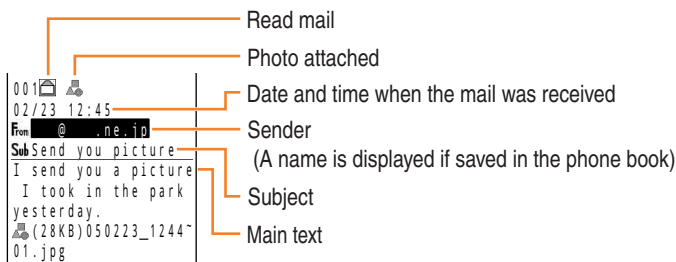 Read mail
Photo attached
001
02/23 12:45
Date and time when the mail was received
From @ .ne.jp
Sender
(A name is displayed if saved in the phone book)
Sub Send you picture
Subject
I send you a picture
I took in the park
yesterday.
Main text
(28KB)050223_1244~
01.jpg